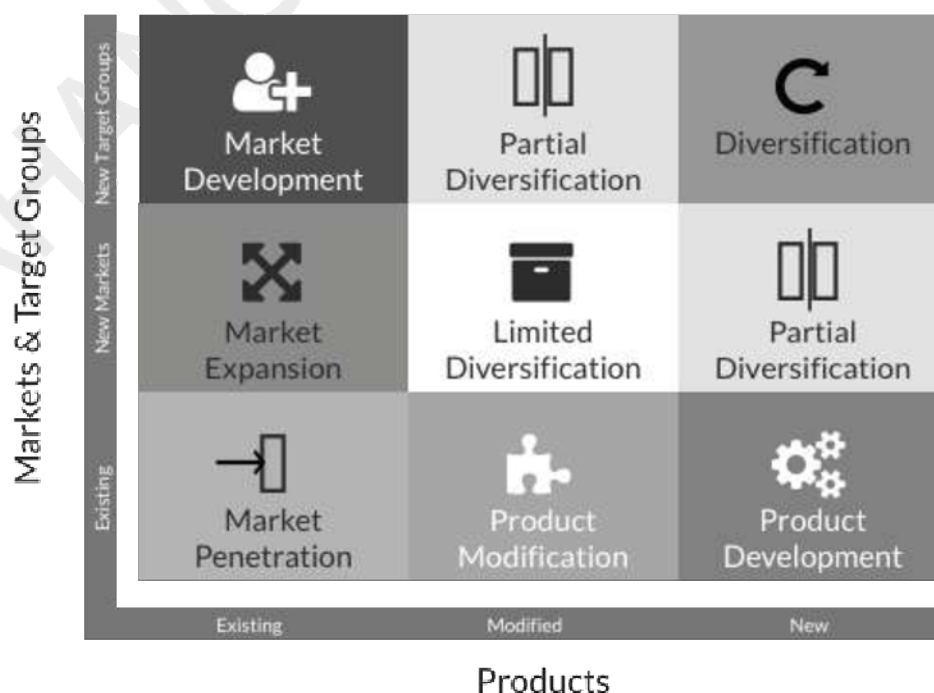 Markets & Target Groups
New Target Groups
New Markets
Existing
Market
Development
Partial
Diversification
Diversification
Market
Expansion
Limited
Diversification
Partial
Diversification
Market
Penetration
Product
Modification
Product
Development
Existing
Modified
New
Products